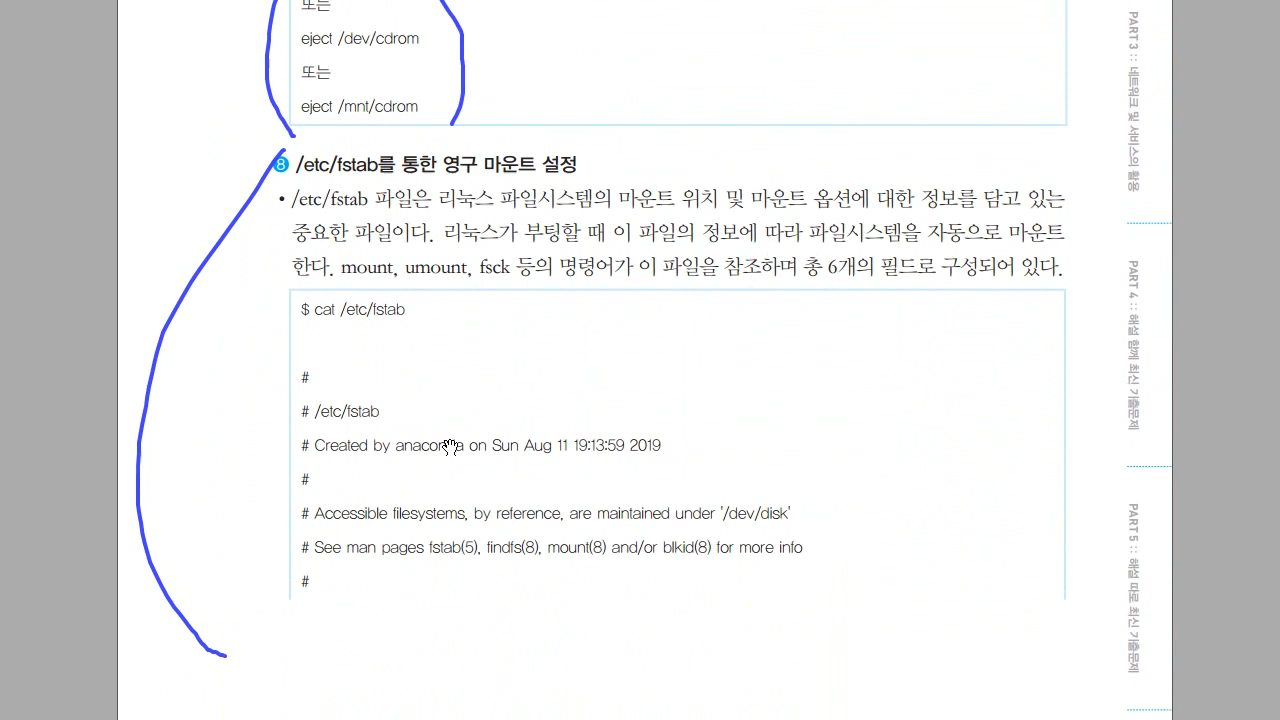 또는
eject /dev/cdrom
또는
eject /mnt/cdrom
8 /etc/fstab를 통한 영구 마운트 설정
• /etc/fstab 파일은 리눅스 파일시스템의 마운트 위치 및 마운트 옵션에 대한 정보를 담고 있는
중요한 파일이다. 리눅스가 부팅할 때 이 파일의 정보에 따라 파일시스템을 자동으로 마운트
한다. mount, umount, fsck 등의 명령어가 이 파일을 참조하며 총 6개의 필드로 구성되어 있다.
$ cat /etc/fstab
#
# /etc/fstab
# Created by anaconda on Sun Aug 11 19:13:59 2019
#
# Accessible filesystems, by reference, are maintained under '/dev/disk'
# See man pages fstab(5), findfs(8), mount(8) and/or blkid(8) for more info
#
PART 3 :: 네트워크 및 서비스의 활용
PART 4 :: 해설 함께 최신 기출문제
PART 5 :: 해설 따로 최신 기출문제